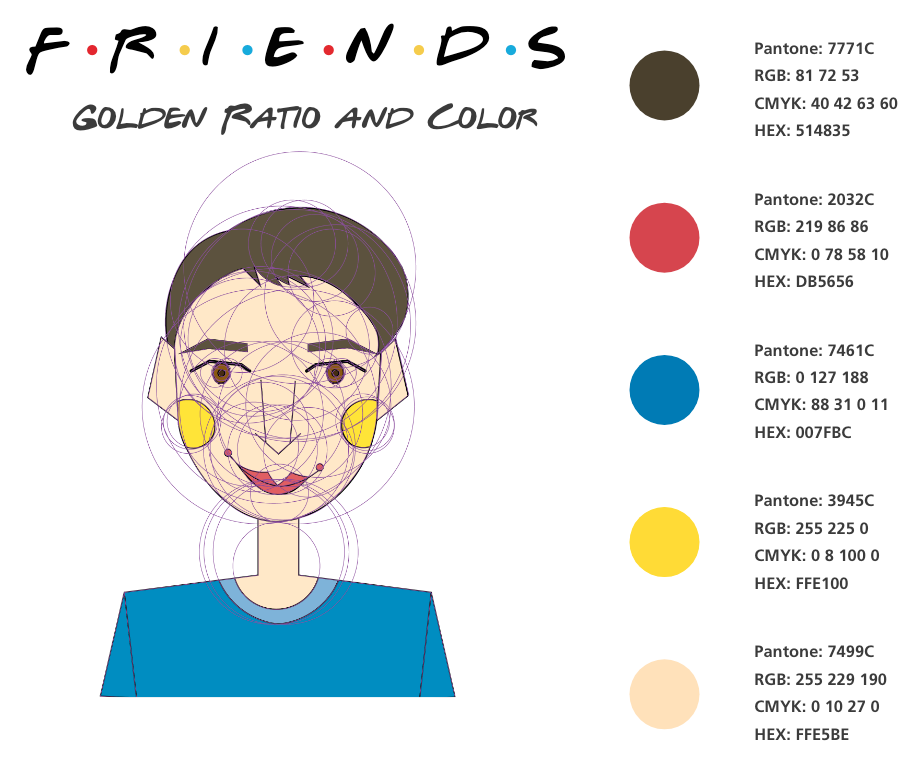 F•R•I•E•N•D•S
GOLDEN RATIO AND COLOR
Pantone: 7771C
RGB: 81 72 53
CMYK: 40 42 63 60
HEX: 514835
Pantone: 2032C
RGB: 219 86 86
CMYK: 0 78 58 10
HEX: DB5656
Pantone: 7461C
RGB: 0 127 188
CMYK: 88 31 0 11
HEX: 007FBC
Pantone: 3945C
RGB: 255 225 0
CMYK: 0 8 100 0
HEX: FFE100
Pantone: 7499C
RGB: 255 229 190
CMYK: 0 10 27 0
HEX: FFE5BE